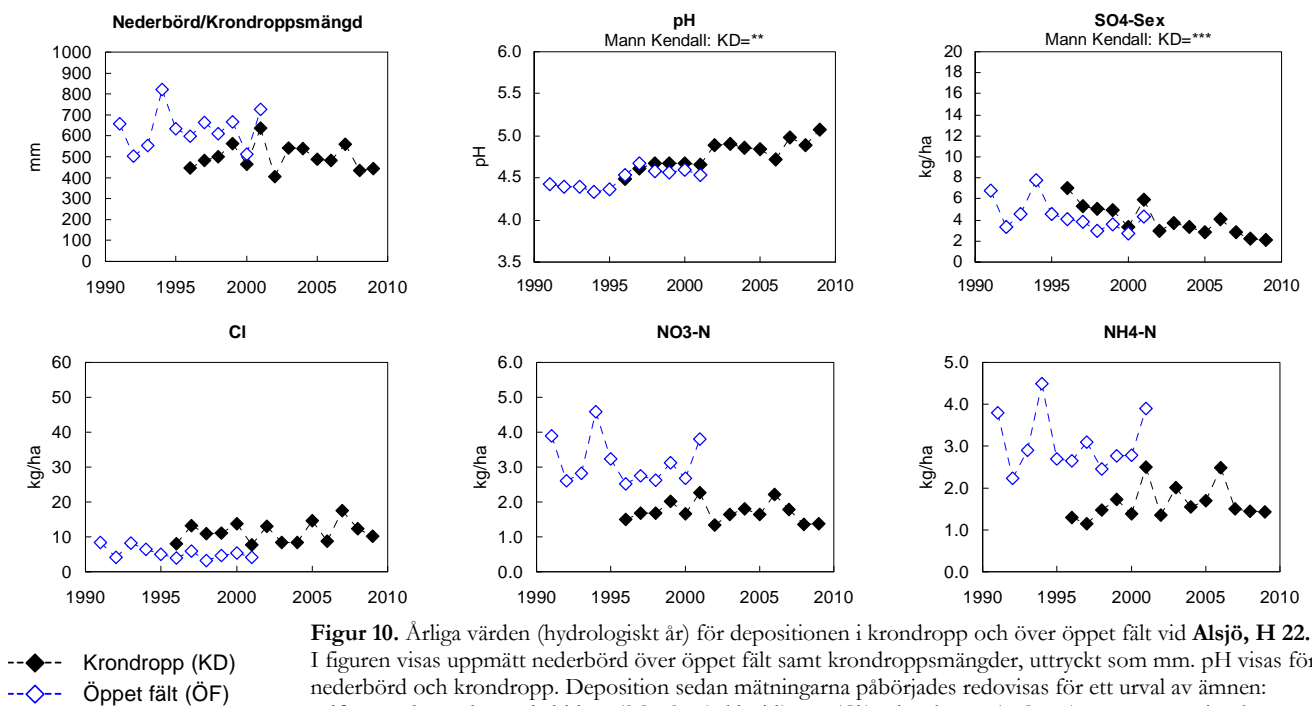 Nederbörd/Krondroppsmängd
1000
900
800
700
600
500
400
300
200
100
0
mm
1990 1995 2000 2005 2010
pH
Mann Kendall: KD=**
6.0
5.5
5.0
4.5
4.0
3.5
pH
1990 1995 2000 2005 2010
SO4-Sex
Mann Kendall: KD=***
20
18
16
14
12
10
8
6
4
2
0
kg/ha
1990 1995 2000 2005 2010
Cl
60
50
40
30
20
10
0
kg/ha
1990 1995 2000 2005 2010
NO3-N
6.0
5.0
4.0
3.0
2.0
1.0
0.0
kg/ha
1990 1995 2000 2005 2010
NH4-N
5.0
4.0
3.0
2.0
1.0
0.0
kg/ha
1990 1995 2000 2005 2010
Krondropp (KD)
Öppet fält (ÖF)
Figur 10. Årliga värden (hydrologiskt år) för depositionen i krondropp och över öppet fält vid Alsjö, H 22.
I figuren visas uppmätt nederbörd över öppet fält samt krondroppsmängder, uttryckt som mm. pH visas för
nederbörd och krondropp. Deposition sedan mätningarna påbörjades redovisas för ett urval av ämnen: